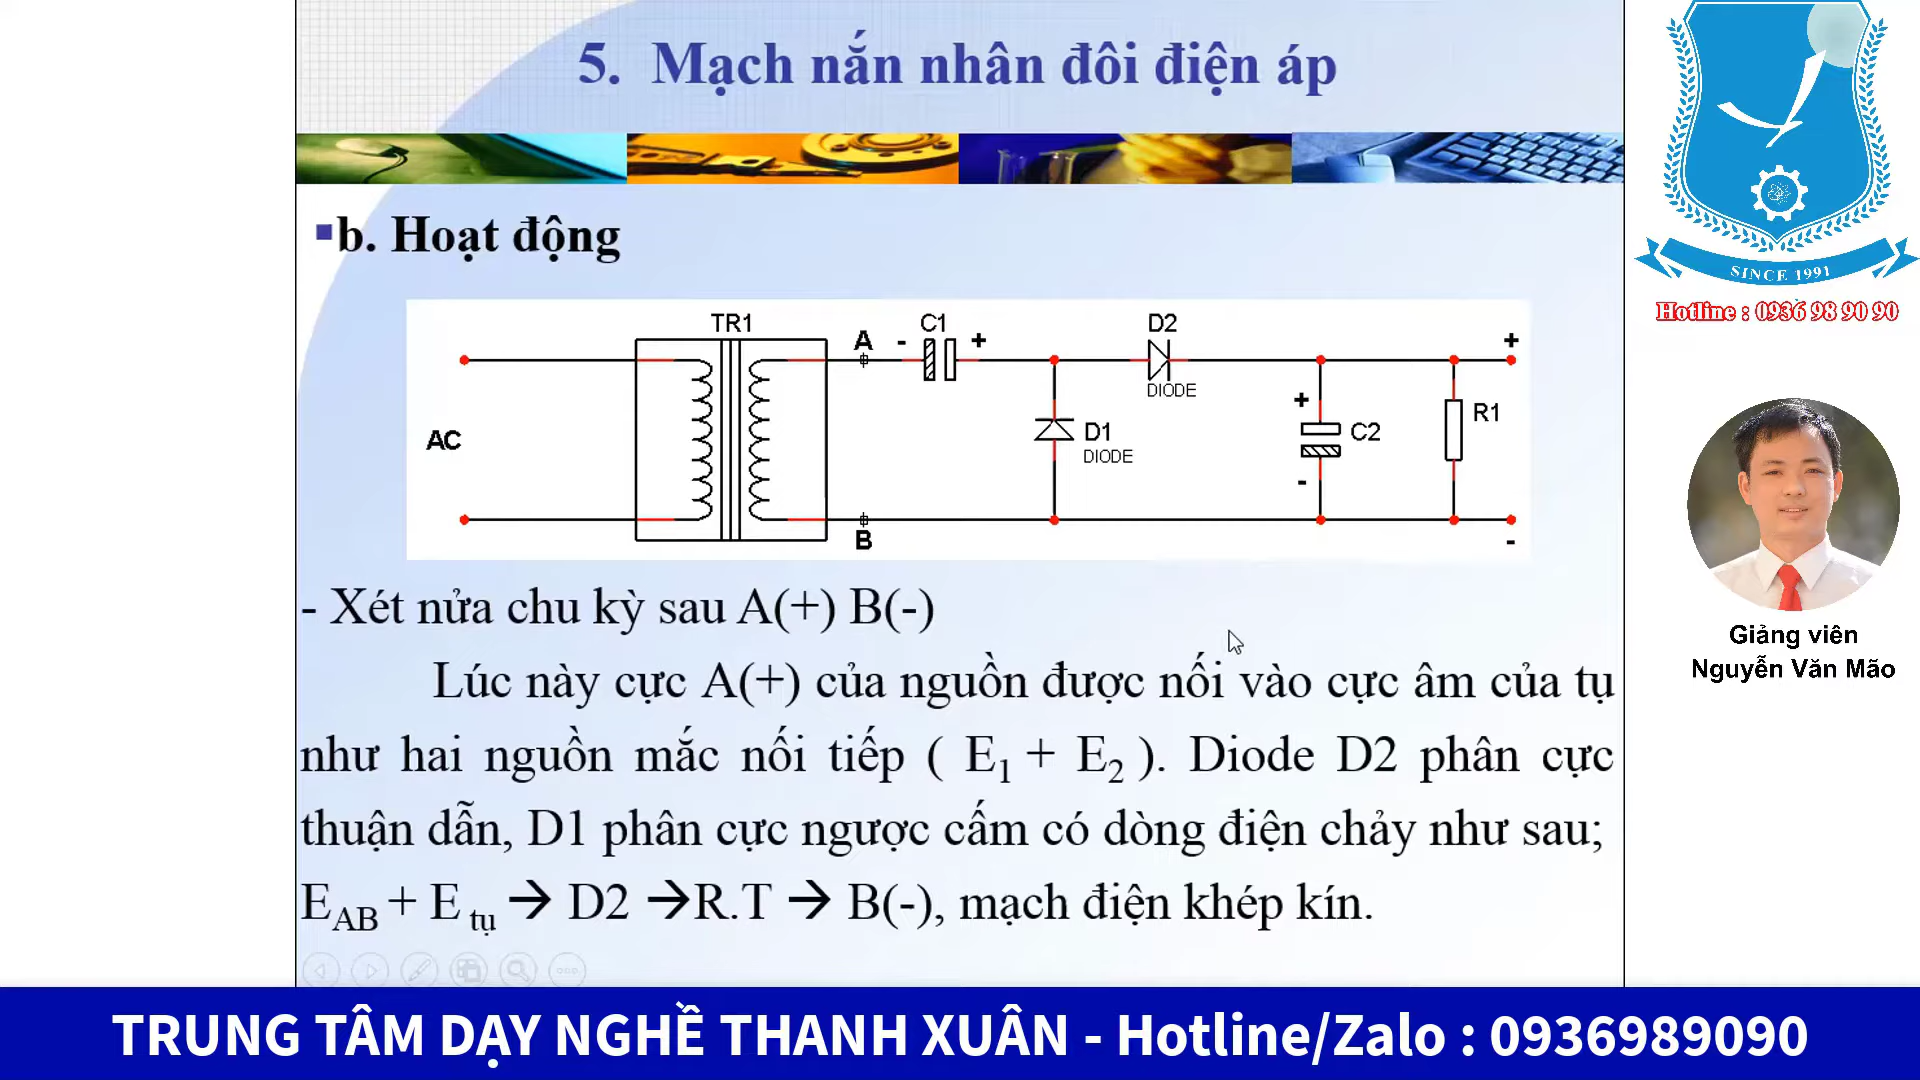 5. Mạch nắn nhân đôi điện áp
SINCE 1991
Hotline : 0936 98 90 90
b. Hoạt động
TR1
A
-
C1
+
D2
DIODE
+
AC
D1
DIODE
+
C2
-
R1
B
-
- Xét nửa chu kỳ sau A(+) B(-)
Lúc này cực A(+) của nguồn được nối vào cực âm của tụ
như hai nguồn mắc nối tiếp ( E1 + E2 ). Diode D2 phân cực
thuận dẫn, D1 phân cực ngược cấm có dòng điện chảy như sau;
EAB + E tụ → D2 →R.T → B(-), mạch điện khép kín.
Giảng viên
Nguyễn Văn Mão
TRUNG TÂM DẠY NGHỀ THANH XUÂN - Hotline/Zalo : 0936989090